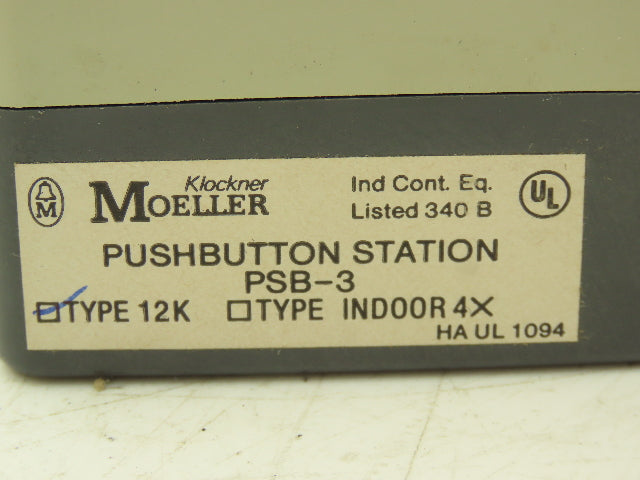 M
Klockner
MOELLER
Ind Cont. Eq.
Listed 340 B
UL
PUSHBUTTON STATION
PSB-3
TYPE 12K TYPE INDOOR 4X
HA UL 1094